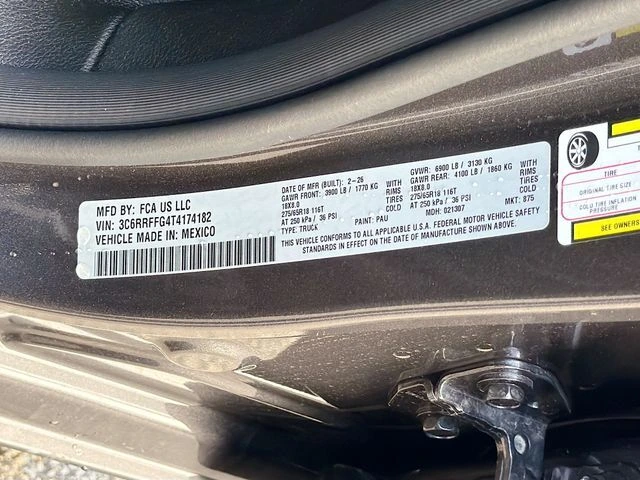 MFD BY: FCA US LLC
VIN: 3C6RRFFG4T4174182
VEHICLE MADE IN: MEXICO
DATE OF MFR (BUILT): 2-26 GVWR: 6900 LB / 3130 KG
GAWR FRONT: 3900 LB / 1770 KG GAWR REAR: 4100 LB / 1860 KG
18X8.0 RIMS 18X8.0 RIMS
275/65R18 116T TIRES 275/65R18 116T TIRES
AT 250 kPa / 36 PSI COLD AT 250 kPa / 36 PSI COLD
TYPE: TRUCK PAINT: PAU MDH: 021307 MKT: 875
THIS VEHICLE CONFORMS TO ALL APPLICABLE U.S.A. FEDERAL MOTOR VEHICLE SAFETY
STANDARDS IN EFFECT ON THE DATE OF MANUFACTURE SHOWN ABOVE.
TIRE
ORIGINAL TIRE SIZE
COLD TIRE INFLATION
PRESSURE
SEE OWNERS